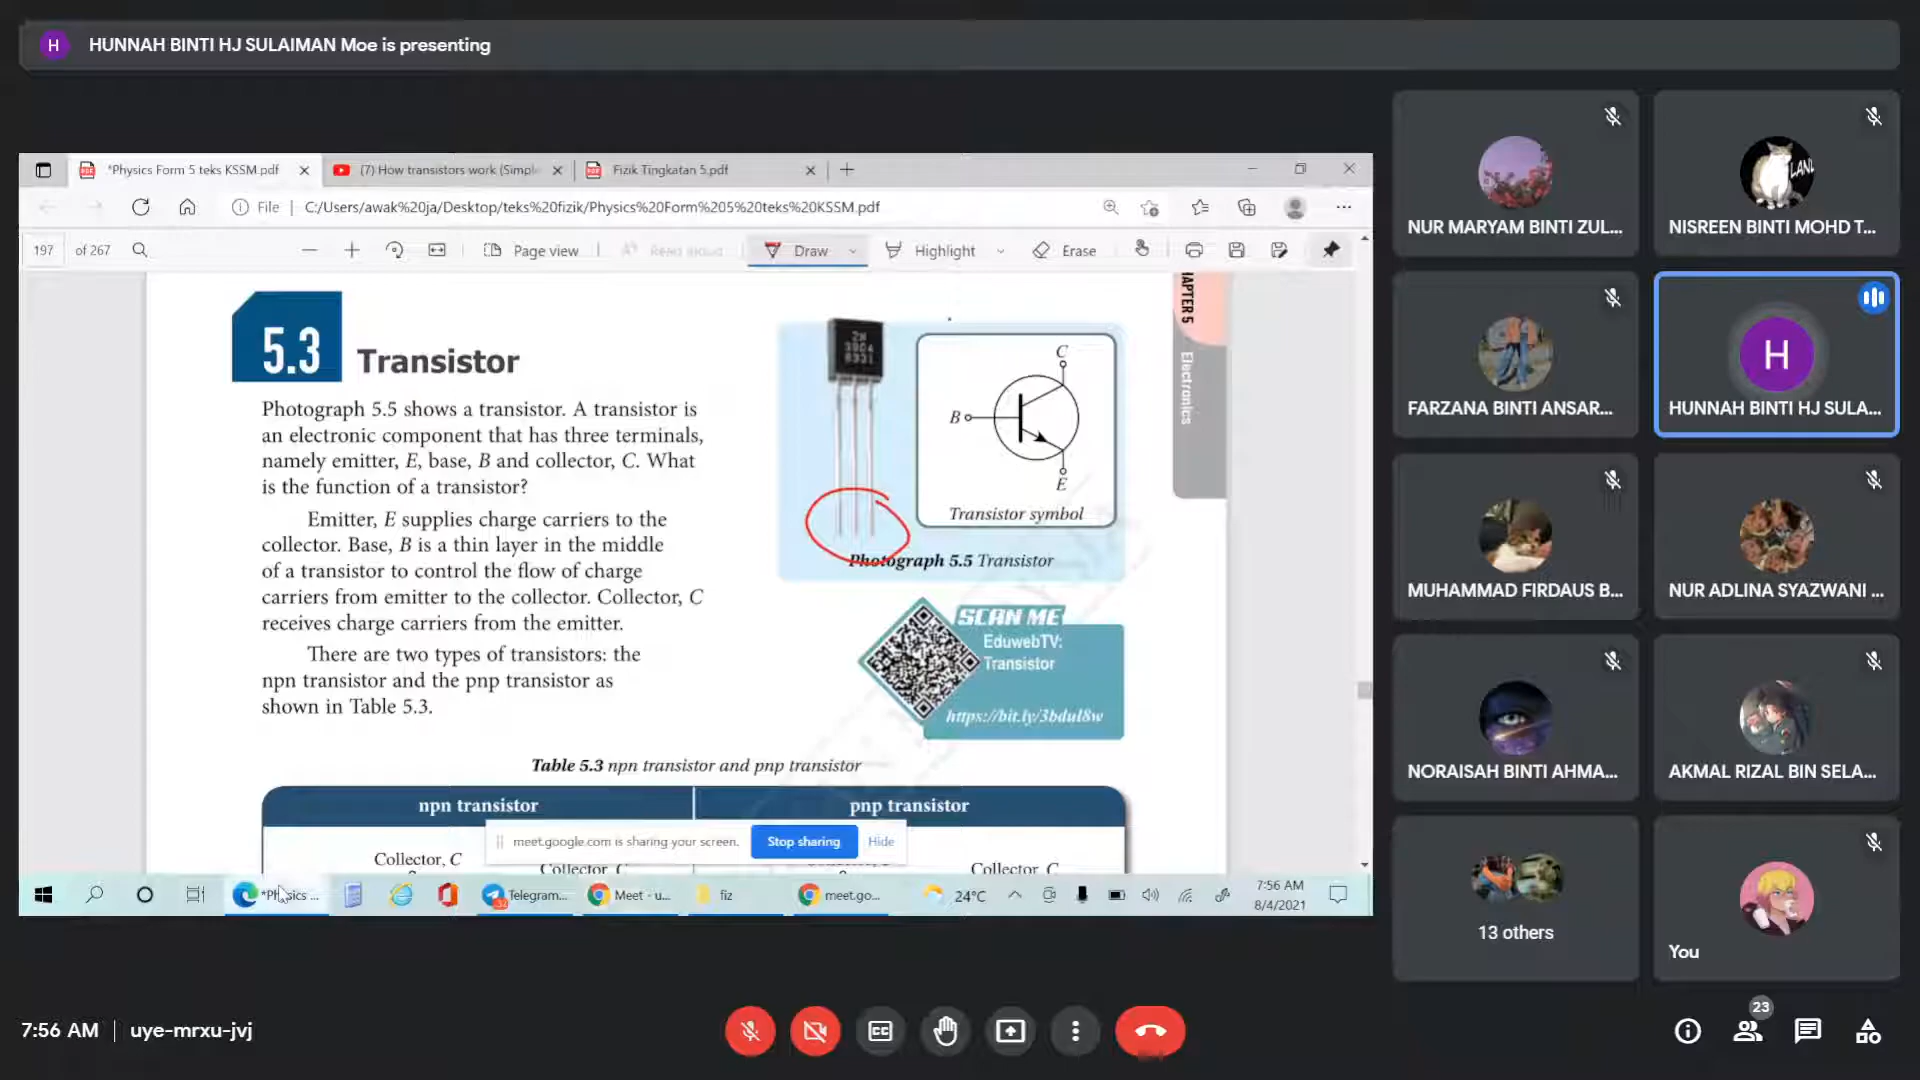 H HUNNAH BINTI HJ SULAIMAN Moe is presenting
*Physics Form 5 teks KSSM.pdf
(7) How transistors work (Simpl
Fizik Tingkatan 5.pdf
File | C:/Users/awak%20ja/Desktop/teks%20fizik/Physics%20Form%205%20teks%20KSSM.pdf
197 of 267
Page view
Read aloud
Draw
Highlight
Erase
5.3 Transistor
Photograph 5.5 shows a transistor. A transistor is
an electronic component that has three terminals,
namely emitter, E, base, B and collector, C. What
is the function of a transistor?
Emitter, E supplies charge carriers to the
collector. Base, B is a thin layer in the middle
of a transistor to control the flow of charge
carriers from emitter to the collector. Collector, C
receives charge carriers from the emitter.
There are two types of transistors: the
npn transistor and the pnp transistor as
shown in Table 5.3.
2N
3904
C
B
E
Transistor symbol
Photograph 5.5 Transistor
SCAN ME
EduwebTV:
Transistor
https://bit.ly/3bdul8w
APTER 5
Electronics
Table 5.3 npn transistor and pnp transistor
npn transistor
pnp transistor
Collector, C
Collector, C
Collector, C
meet.google.com is sharing your screen.
Stop sharing
Hide
*Physics ...
Telegram...
Meet - u...
fiz
meet.go...
24°C
7:56 AM
8/4/2021
NUR MARYAM BINTI ZUL...
NISREEN BINTI MOHD T...
LAND
FARZANA BINTI ANSAR...
H
HUNNAH BINTI HJ SULA...
MUHAMMAD FIRDAUS B...
NUR ADLINA SYAZWANI ...
NORAISAH BINTI AHMA...
AKMAL RIZAL BIN SELA...
13 others
You
7:56 AM | uye-mrxu-jvj
CC
23